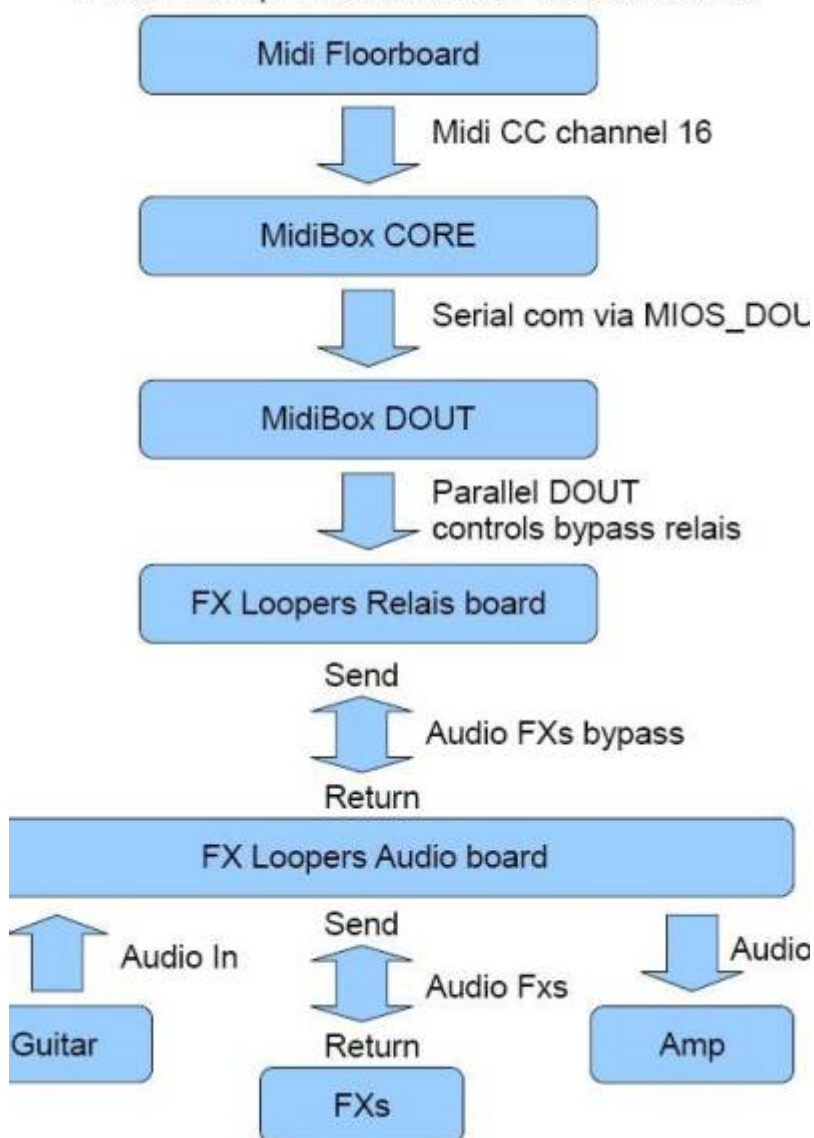 Midi Floorboard
Midi CC channel 16
MidiBox CORE
Serial com via MIOS_DOU
MidiBox DOUT
Parallel DOUT
controls bypass relais
FX Loopers Relais board
Send
Audio FXs bypass
Return
FX Loopers Audio board
Send
Audio In
Audio
Audio Fxs
Guitar
Return
Amp
FXs